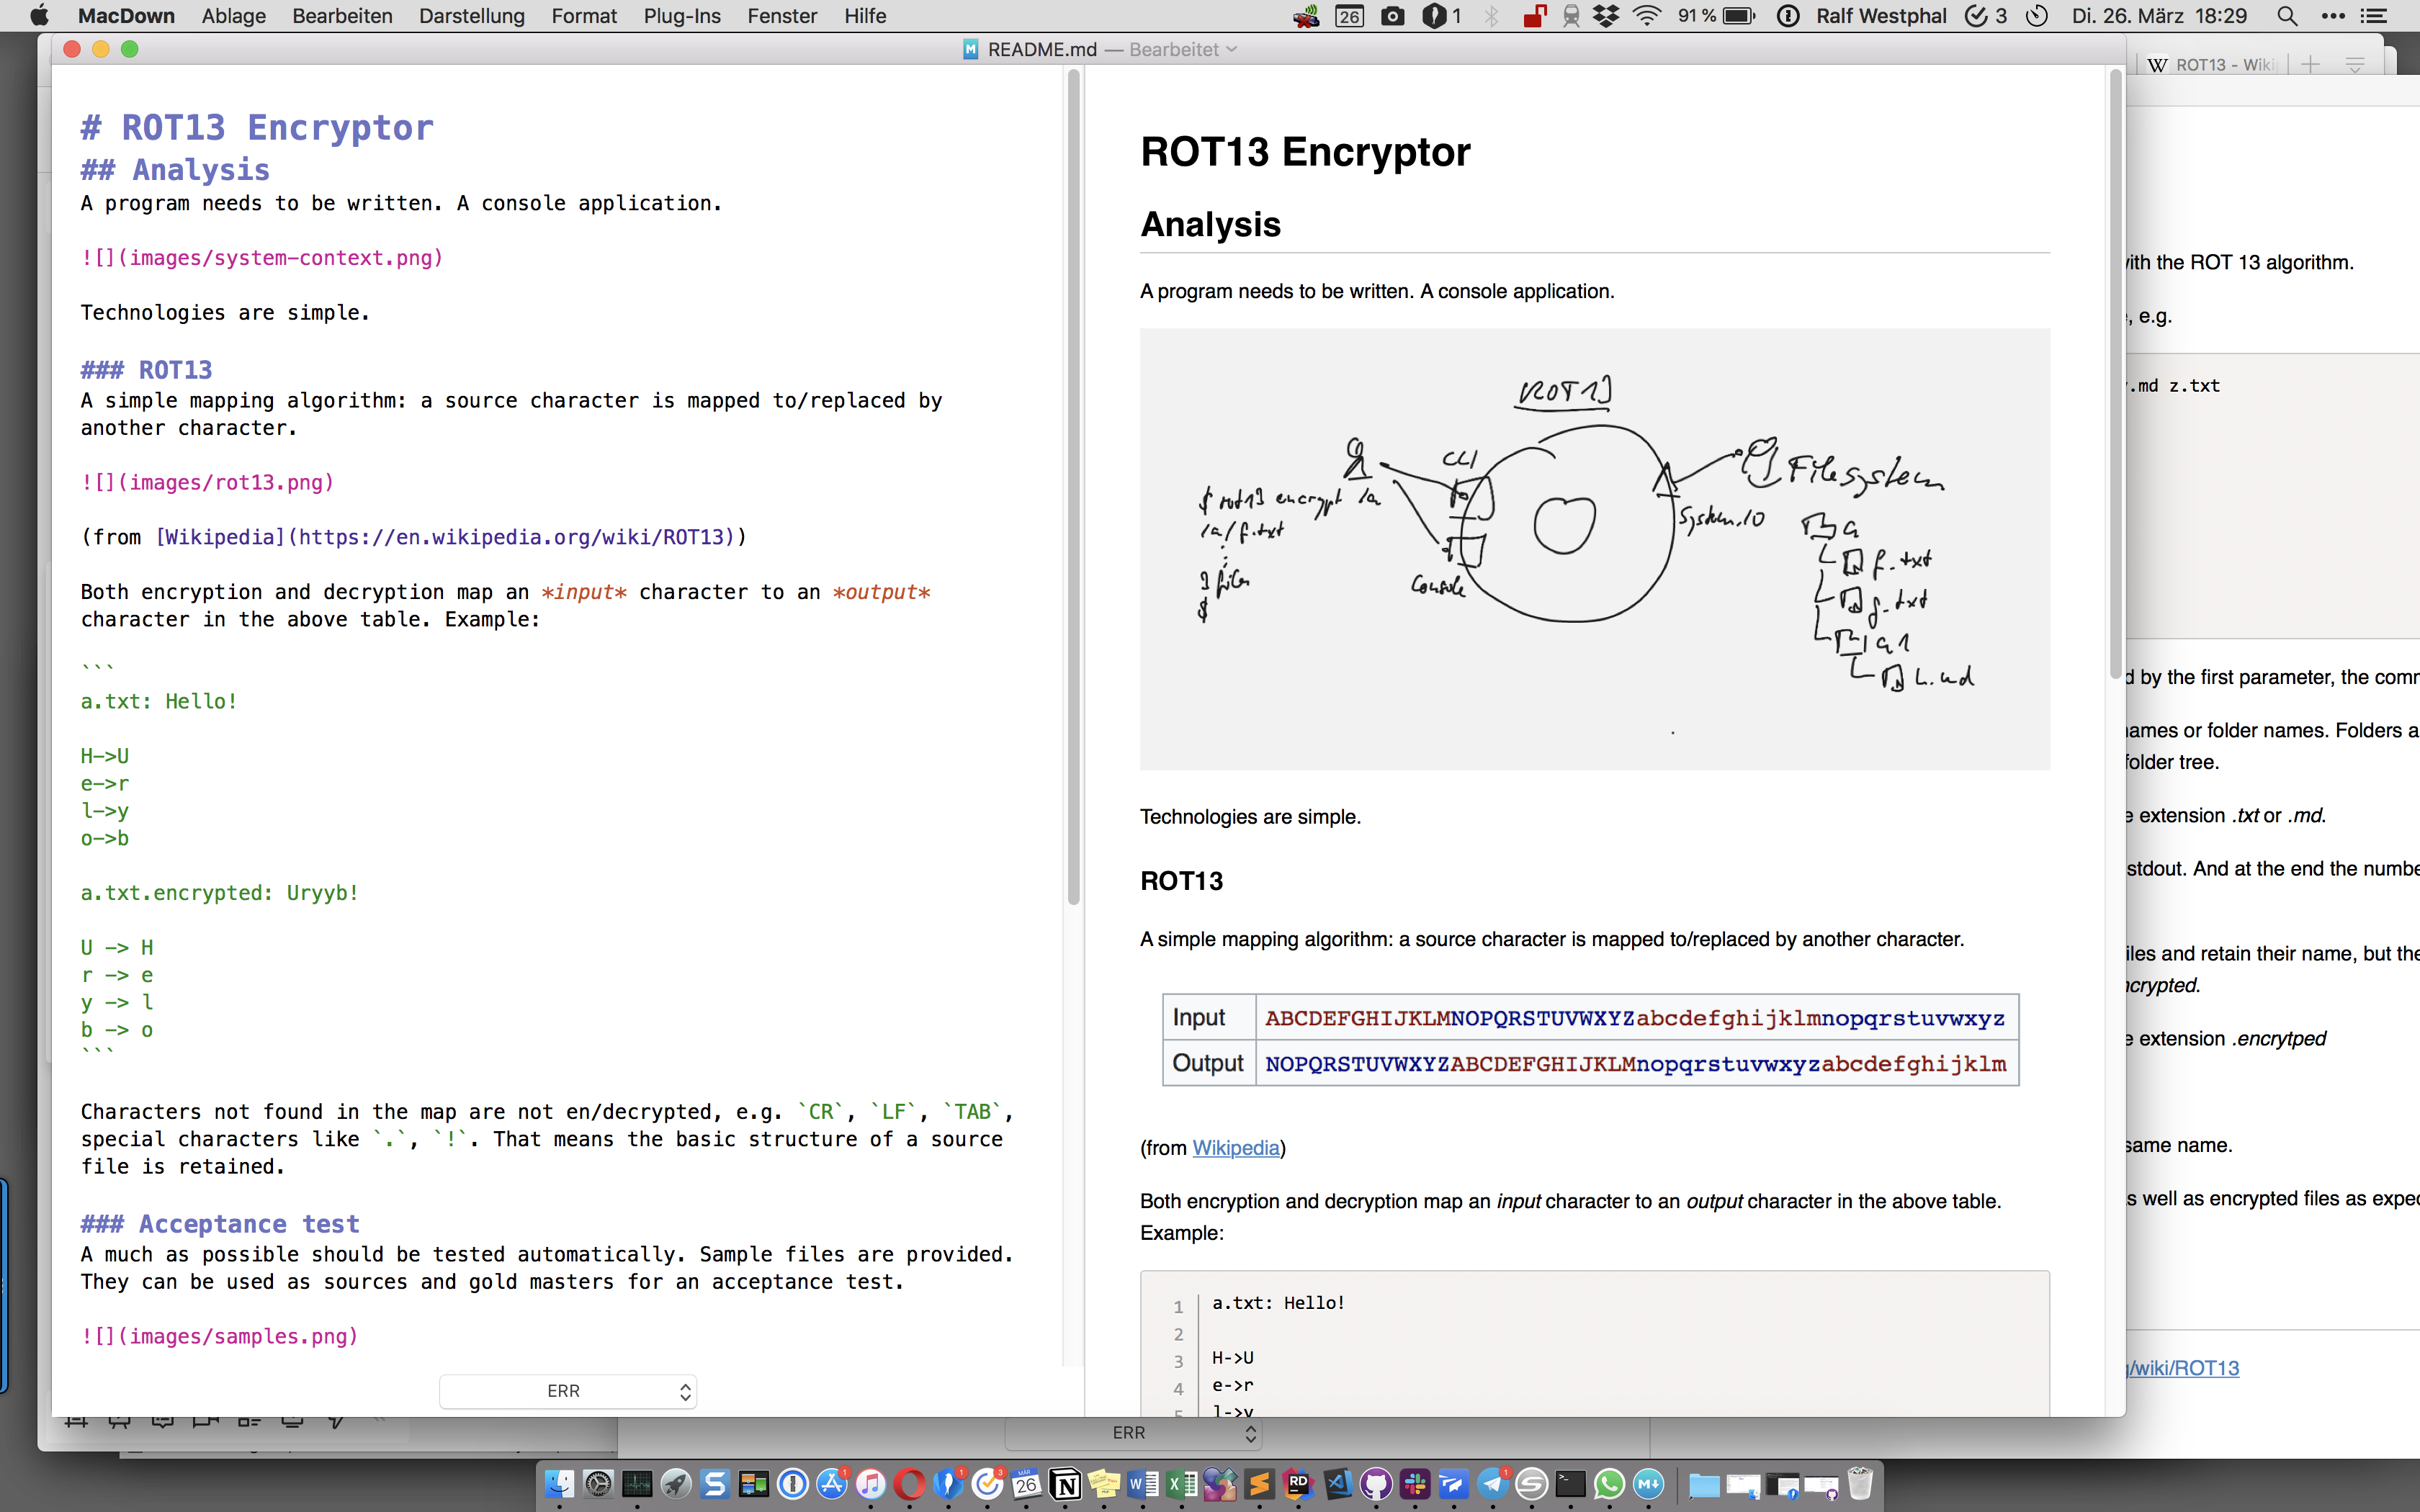 MacDown Ablage Bearbeiten Darstellung Format Plug-Ins Fenster Hilfe 26 1 91 % Ralf Westphal 3 Di. 26. März 18:29
README.md — Bearbeitet
ROT13 - Wiki
# ROT13 Encryptor
## Analysis
A program needs to be written. A console application.
![](images/system-context.png)
Technologies are simple.
### ROT13
A simple mapping algorithm: a source character is mapped to/replaced by
another character.
![](images/rot13.png)
(from [Wikipedia](https://en.wikipedia.org/wiki/ROT13))
Both encryption and decryption map an *input* character to an *output*
character in the above table. Example:
```
a.txt: Hello!
H->U
e->r
l->y
o->b
a.txt.encrypted: Uryyb!
U -> H
r -> e
y -> l
b -> o
```
Characters not found in the map are not en/decrypted, e.g. `CR`, `LF`, `TAB`,
special characters like `.`, `!`. That means the basic structure of a source
file is retained.
### Acceptance test
A much as possible should be tested automatically. Sample files are provided.
They can be used as sources and gold masters for an acceptance test.
![](images/samples.png)
ERR
ROT13 Encryptor
Analysis
A program needs to be written. A console application.
ROT13
CLI
$ rot13 encrypt /a
/a/f.txt
3 files
$
Console
System.IO
Filesystem
a
f.txt
g.txt
a1
h.md
Technologies are simple.
ROT13
A simple mapping algorithm: a source character is mapped to/replaced by another character.
Input ABCDEFGHIJKLMNOPQRSTUVWXYZabcdefghijklmnopqrstuvwxyz
Output NOPQRSTUVWXYZABCDEFGHIJKLMnopqrstuvwxyzabcdefghijklm
(from Wikipedia)
Both encryption and decryption map an input character to an output character in the above table.
Example:
1 a.txt: Hello!
2
3 H->U
4 e->r
5 l->y
with the ROT 13 algorithm.
, e.g.
.md z.txt
d by the first parameter, the comm
ames or folder names. Folders a
folder tree.
e extension .txt or .md.
stdout. And at the end the numbe
iles and retain their name, but the
ncrypted.
e extension .encrytped
same name.
s well as encrypted files as expec
/wiki/ROT13
ERR